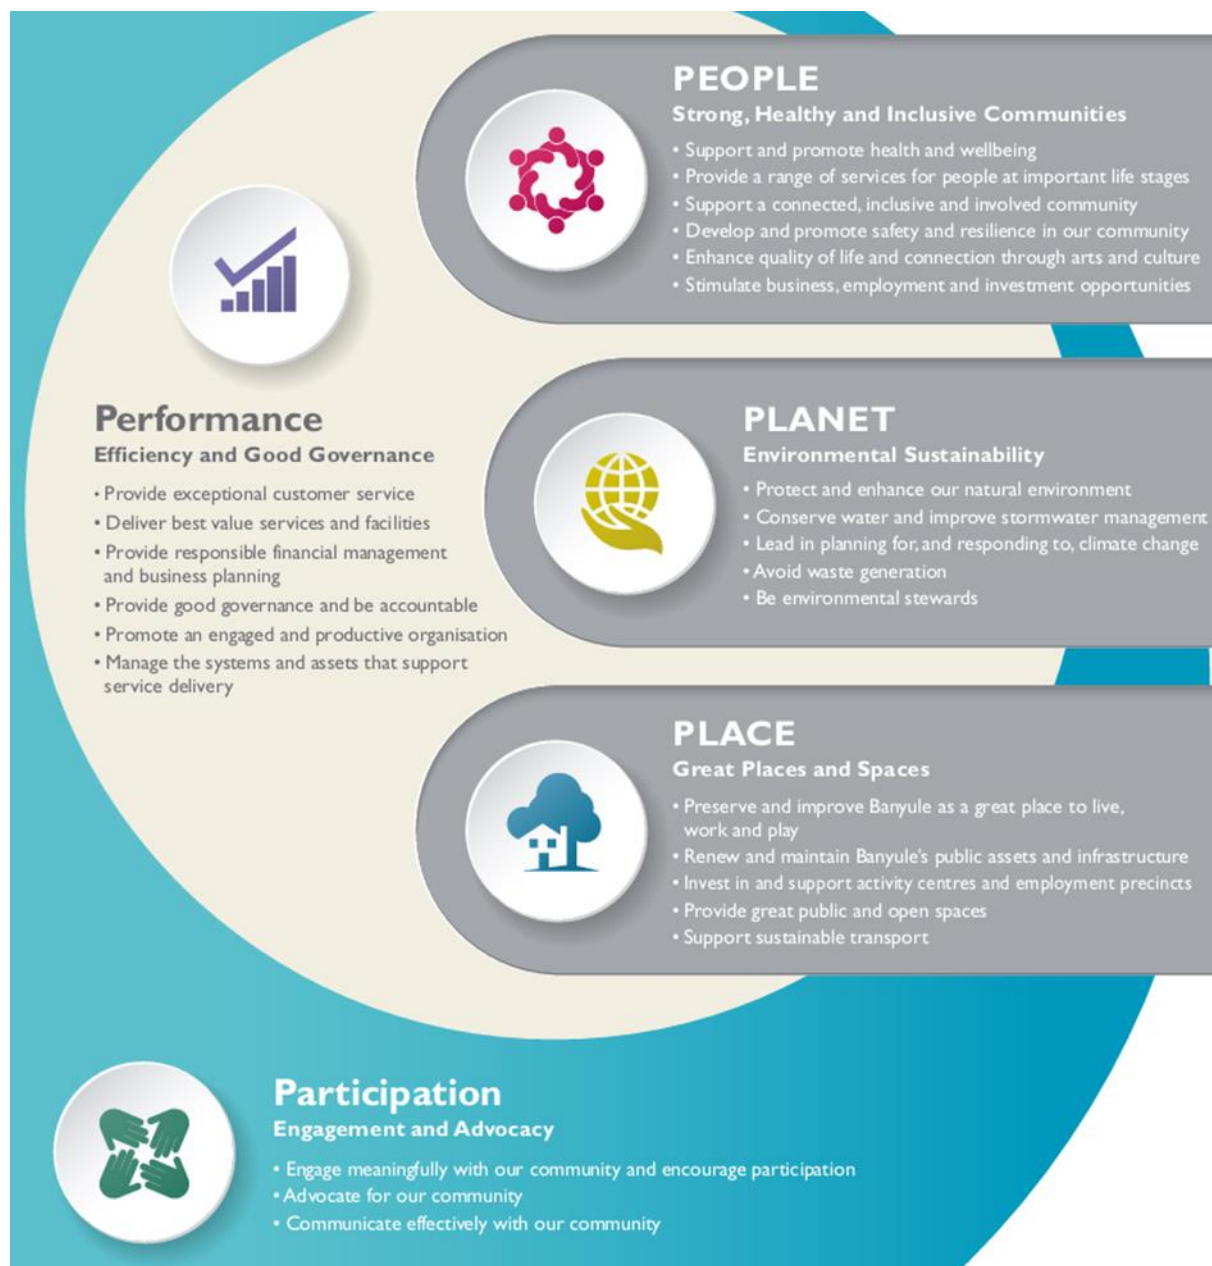 PEOPLE
Strong, Healthy and Inclusive Communities
• Support and promote health and wellbeing
• Provide a range of services for people at important life stages
• Support a connected, inclusive and involved community
• Develop and promote safety and resilience in our community
• Enhance quality of life and connection through arts and culture
• Stimulate business, employment and investment opportunities
Performance
Efficiency and Good Governance
• Provide exceptional customer service
• Deliver best value services and facilities
• Provide responsible financial management
and business planning
• Provide good governance and be accountable
• Promote an engaged and productive organisation
• Manage the systems and assets that support
service delivery
PLANET
Environmental Sustainability
• Protect and enhance our natural environment
• Conserve water and improve stormwater management
• Lead in planning for, and responding to, climate change
• Avoid waste generation
• Be environmental stewards
PLACE
Great Places and Spaces
• Preserve and improve Banyule as a great place to live,
work and play
• Renew and maintain Banyule's public assets and infrastructure
• Invest in and support activity centres and employment precincts
• Provide great public and open spaces
• Support sustainable transport
Participation
Engagement and Advocacy
• Engage meaningfully with our community and encourage participation
• Advocate for our community
• Communicate effectively with our community